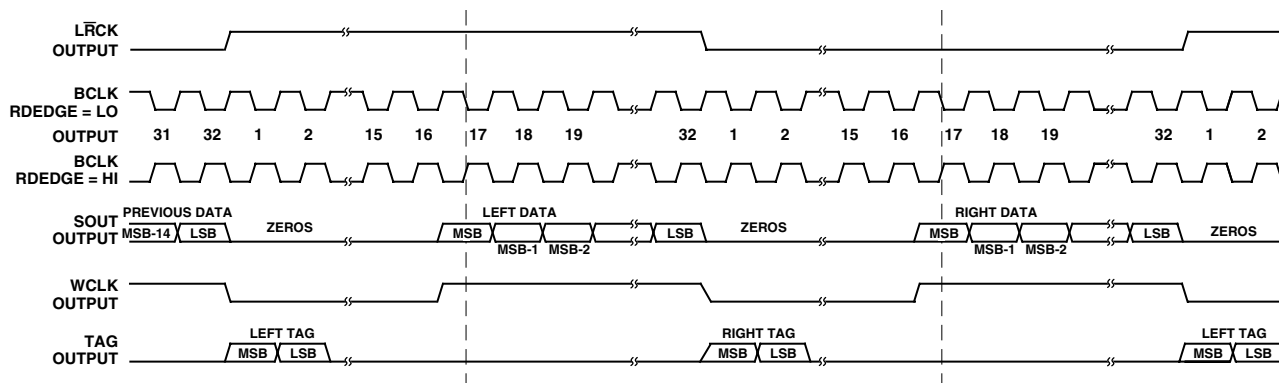 LR̅CK
OUTPUT
BCLK
RDEDGE = LO
OUTPUT 31 32 1 2 15 16 17 18 19 32 1 2 15 16 17 18 19 32 1 2
BCLK
RDEDGE = HI
PREVIOUS DATA LEFT DATA RIGHT DATA
SOUT
OUTPUT
MSB-14 LSB ZEROS MSB MSB-1 MSB-2 LSB ZEROS MSB MSB-1 MSB-2 LSB ZEROS
WCLK
OUTPUT
LEFT TAG RIGHT TAG LEFT TAG
TAG
OUTPUT
MSB LSB MSB LSB MSB LSB